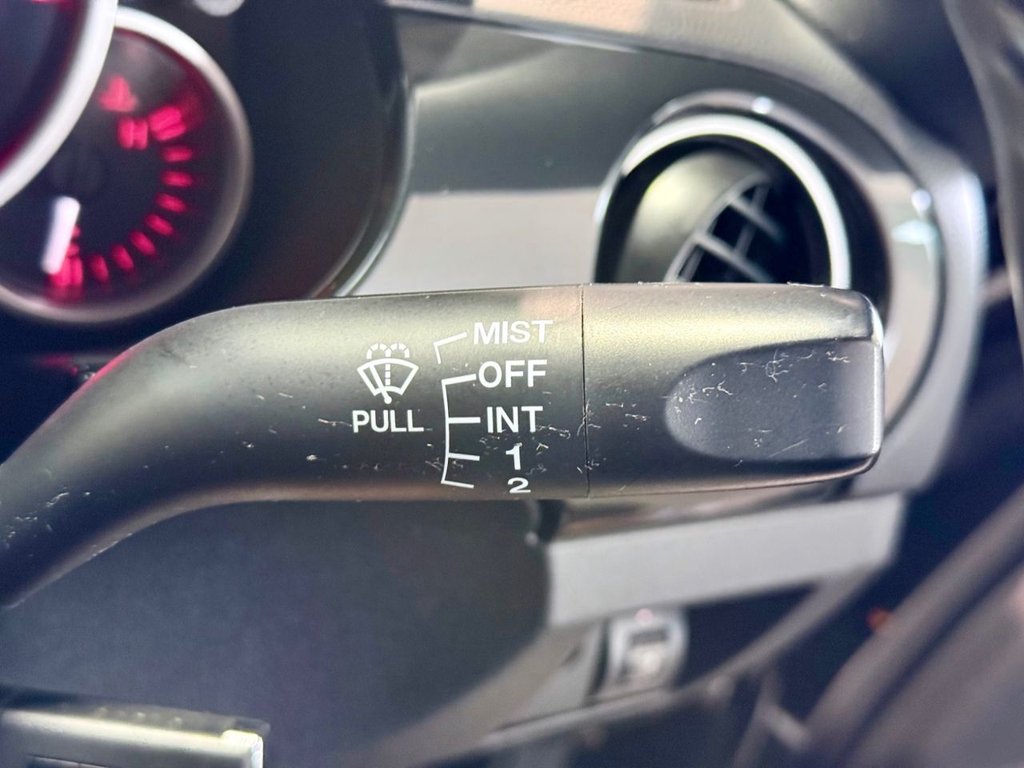 MIST
OFF
PULL INT
1
2
H